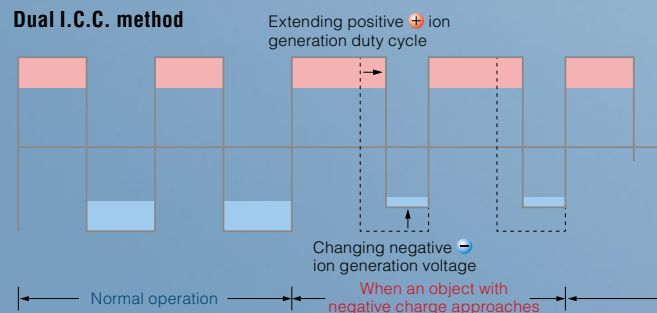 Dual I.C.C. method
Extending positive + ion
generation duty cycle
Changing negative −
ion generation voltage
Normal operation
When an object with
negative charge approaches